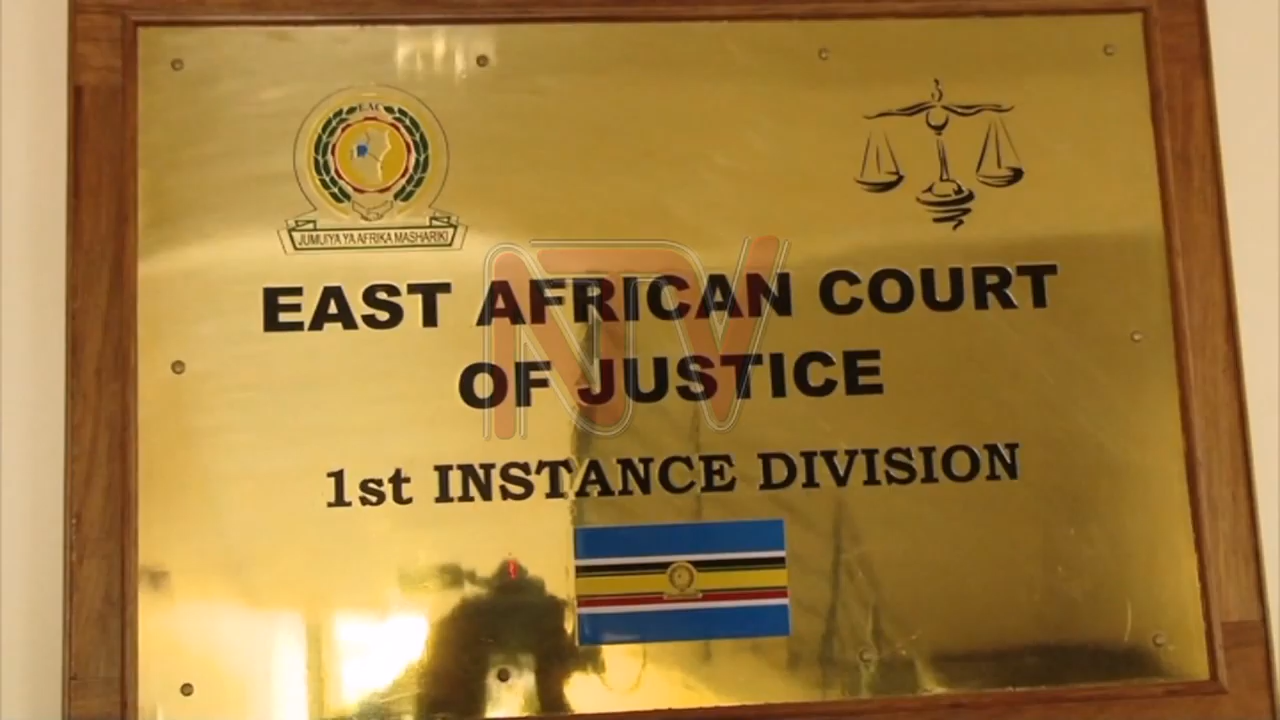 EAC
JUMUIYA YA AFRIKA MASHARIKI
NTV
EAST AFRICAN COURT
OF JUSTICE
1st INSTANCE DIVISION